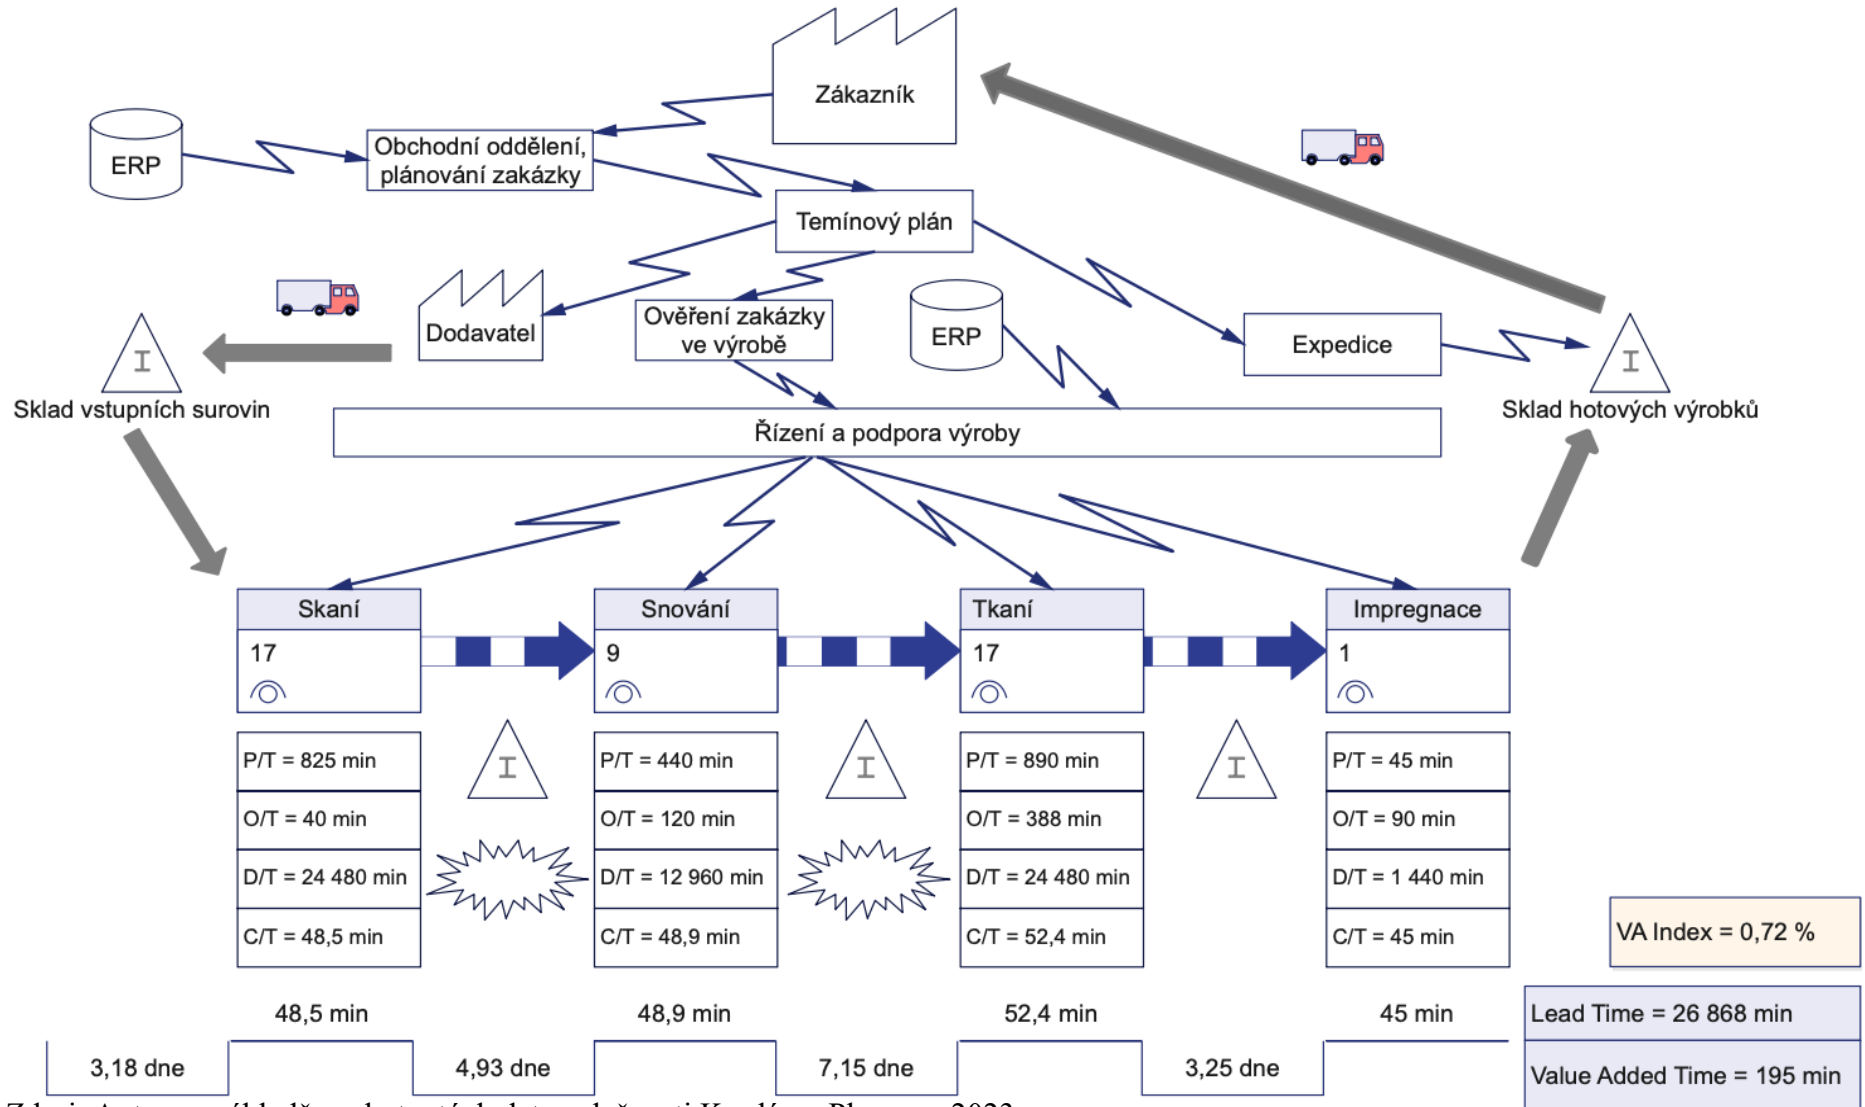 Zákazník
ERP
Obchodní oddělení,
plánování zakázky
Temínový plán
Dodavatel
Ověření zakázky
ve výrobě
ERP
Expedice
I
Sklad vstupních surovin
I
Sklad hotových výrobků
Řízení a podpora výroby
Skaní
17
Snování
9
Tkaní
17
Impregnace
1
P/T = 825 min
O/T = 40 min
D/T = 24 480 min
C/T = 48,5 min
I
P/T = 440 min
O/T = 120 min
D/T = 12 960 min
C/T = 48,9 min
I
P/T = 890 min
O/T = 388 min
D/T = 24 480 min
C/T = 52,4 min
I
P/T = 45 min
O/T = 90 min
D/T = 1 440 min
C/T = 45 min
VA Index = 0,72 %
48,5 min
48,9 min
52,4 min
45 min
3,18 dne
4,93 dne
7,15 dne
3,25 dne
Lead Time = 26 868 min
Value Added Time = 195 min